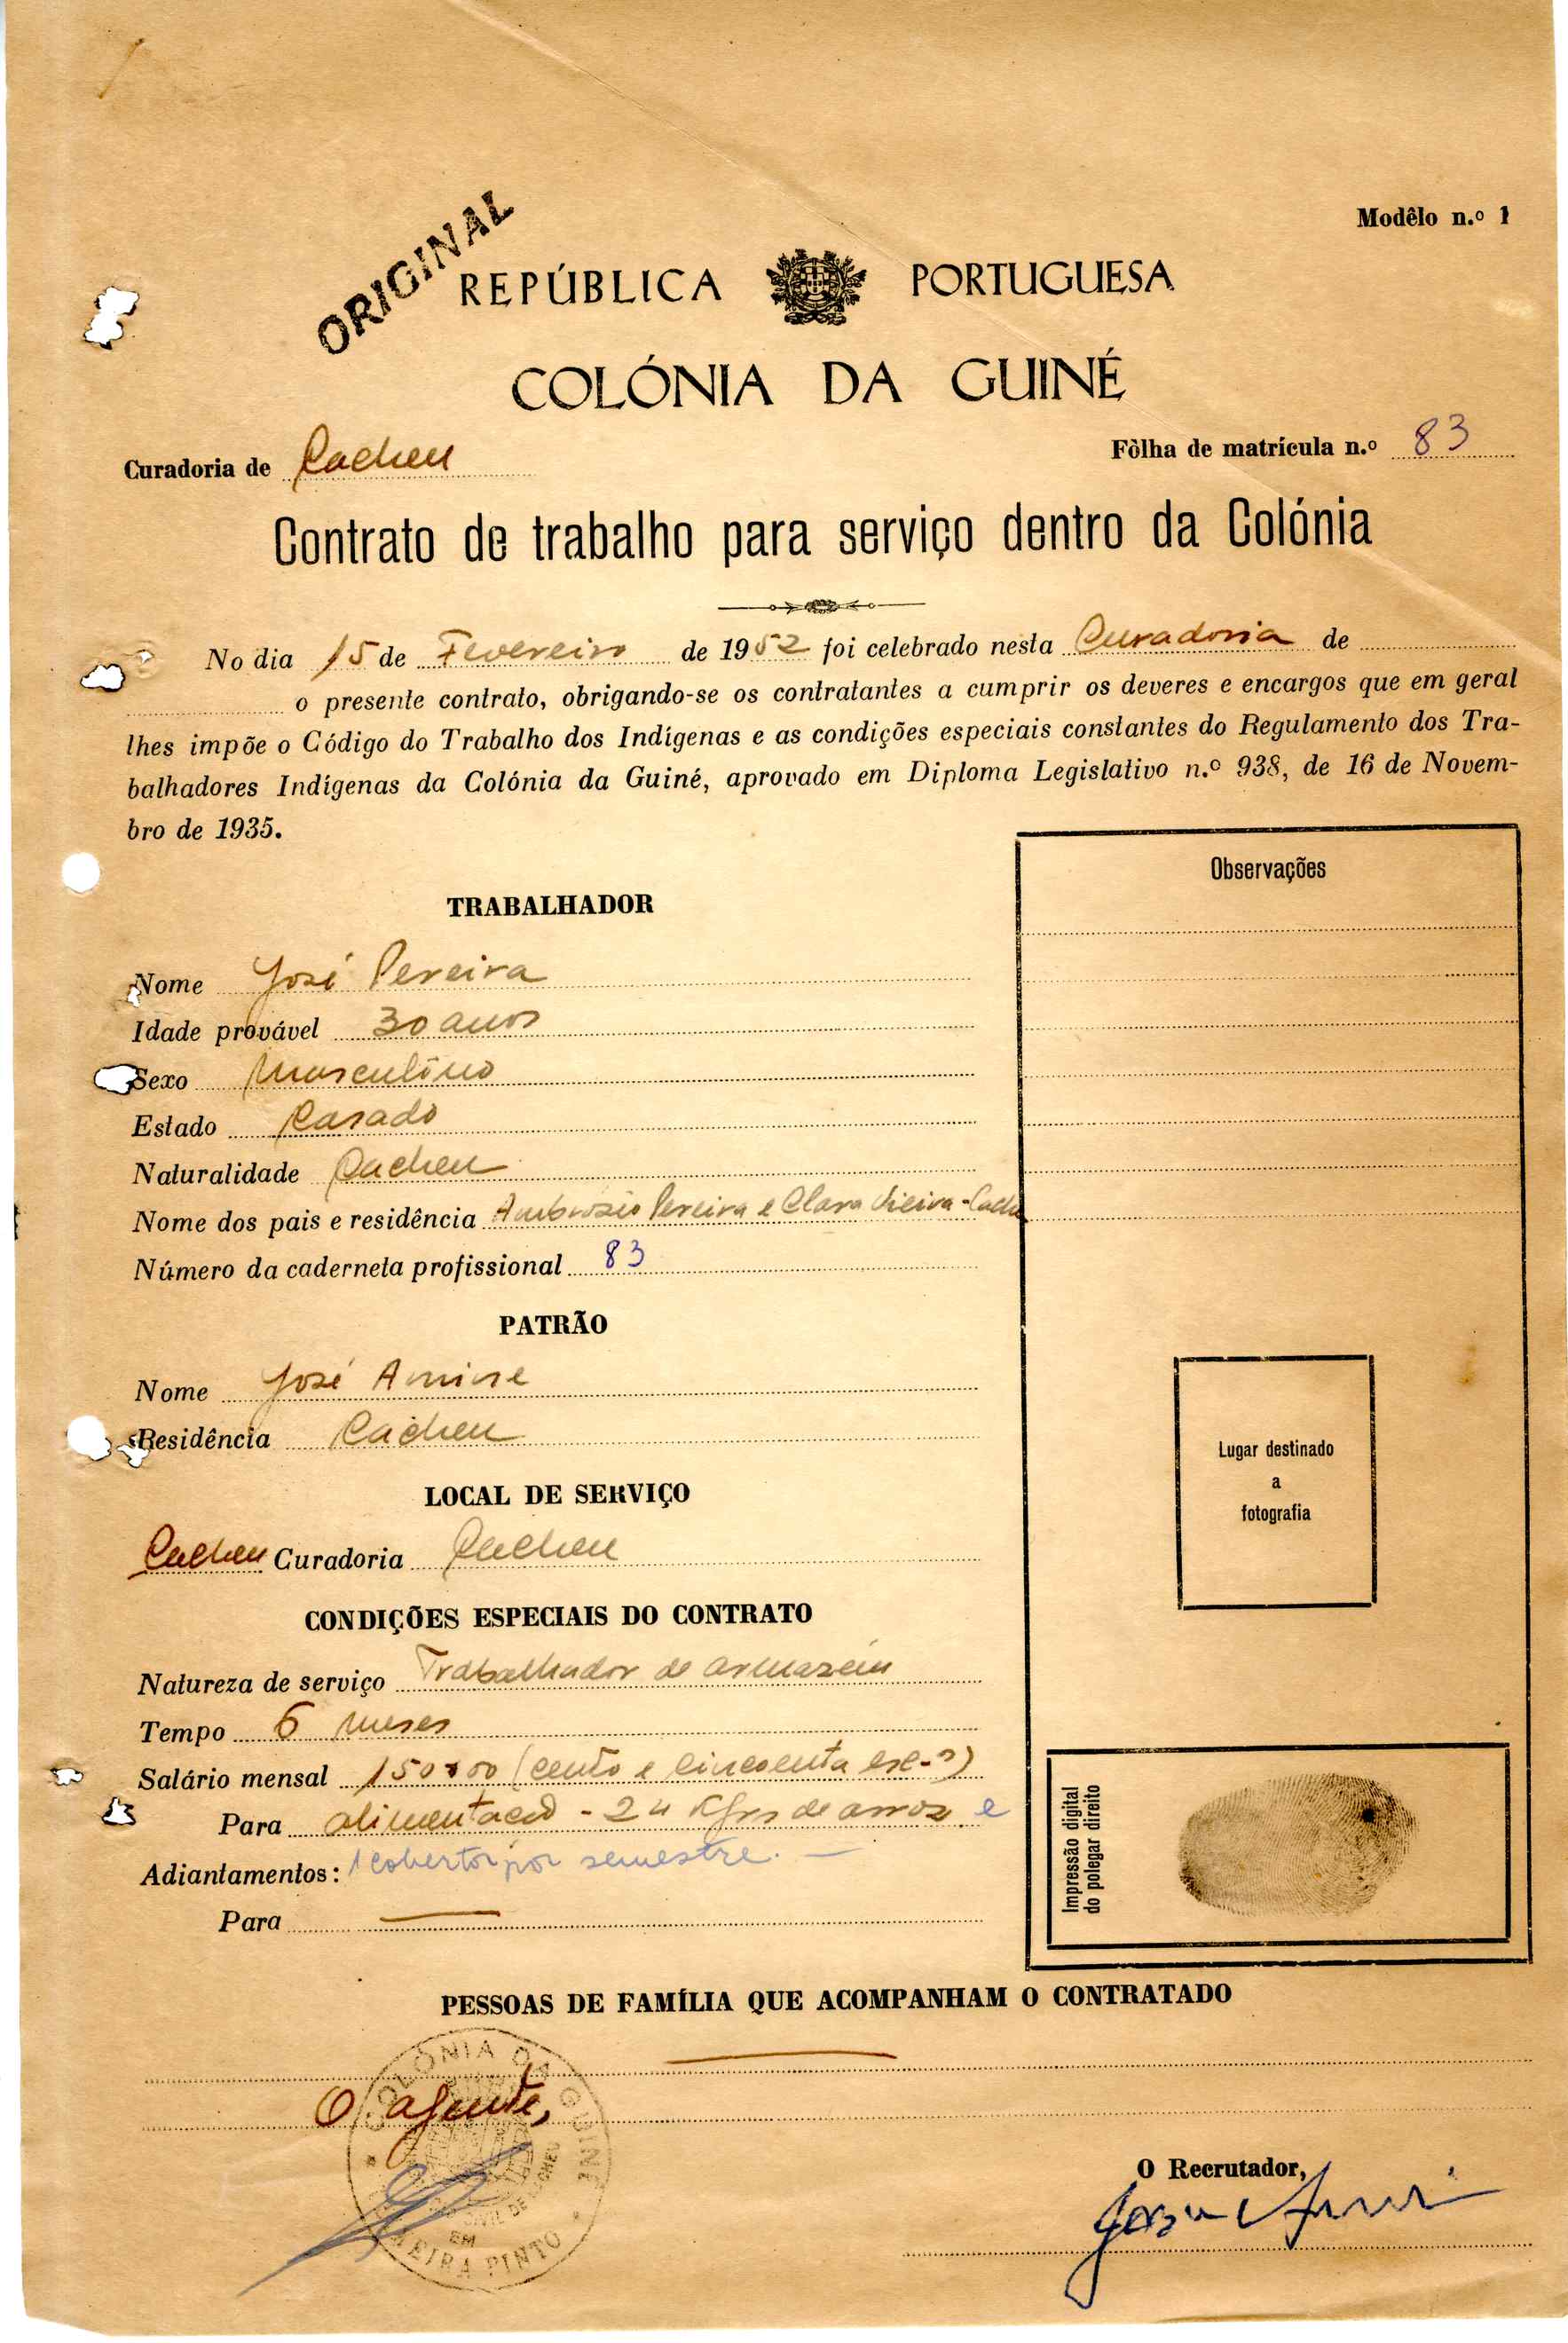 Modêlo n.º 1
ORIGINAL
REPÚBLICA PORTUGUESA
COLÓNIA DA GUINÉ
Curadoria de Cacheu
Fôlha de matrícula n.º 83
Contrato de trabalho para serviço dentro da Colónia
No dia 15 de Fevereiro de 1952 foi celebrado nesta Curadoria de
o presente contrato, obrigando-se os contratantes a cumprir os deveres e encargos que em geral
lhes impõe o Código do Trabalho dos Indígenas e as condições especiais constantes do Regulamento dos Tra-
balhadores Indígenas da Colónia da Guiné, aprovado em Diploma Legislativo n.º 938, de 16 de Novem-
bro de 1935.
Observações
TRABALHADOR
Nome José Pereira
Idade provável 30 anos
Sexo Masculino
Estado Casado
Naturalidade Cacheu
Nome dos pais e residência Ambrósio Pereira e Clara Vieira - Cacheu
Número da caderneta profissional 83
PATRÃO
Nome José Amine
Residência Cacheu
Lugar destinado
a
fotografia
LOCAL DE SERVIÇO
Cacheu Curadoria Cacheu
CONDIÇÕES ESPECIAIS DO CONTRATO
Natureza de serviço Trabalhador de armazém
Tempo 6 meses
Salário mensal 150$00 (cento e cincoenta esc.os)
Para alimentação - 24 Kgrs de arroz e
Adiantamentos: 1 cobertor por semestre. —
Para —
Impressão digital
do polegar direito
PESSOAS DE FAMÍLIA QUE ACOMPANHAM O CONTRATADO
COLÓNIA DA GUINÉ
O agente,
CIVIL DE CACHEU
EM
TEIXEIRA PINTO
O Recrutador,